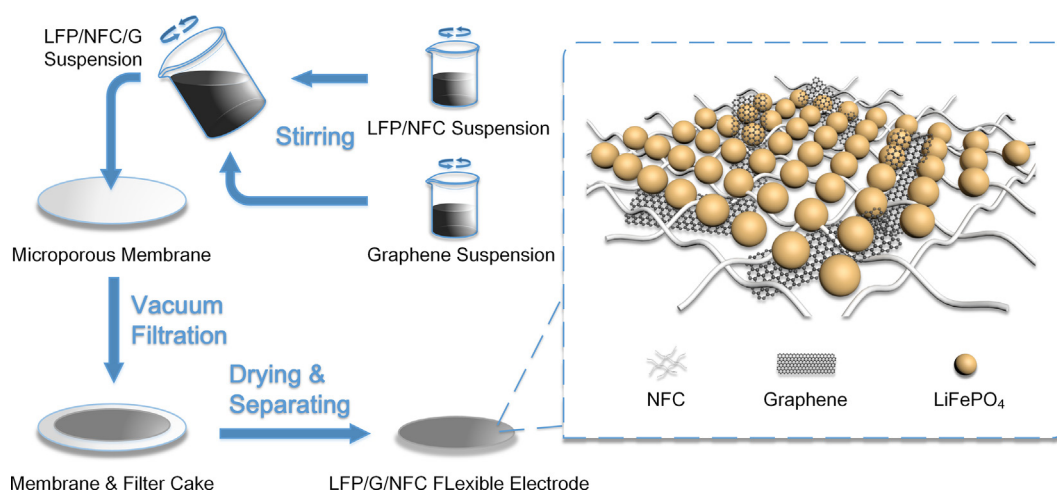 LFP/NFC/G
Suspension
Stirring
LFP/NFC Suspension
Microporous Membrane
Graphene Suspension
Vacuum
Filtration
Drying &
Separating
Membrane & Filter Cake
LFP/G/NFC FLexible Electrode
NFC
Graphene
LiFePO₄